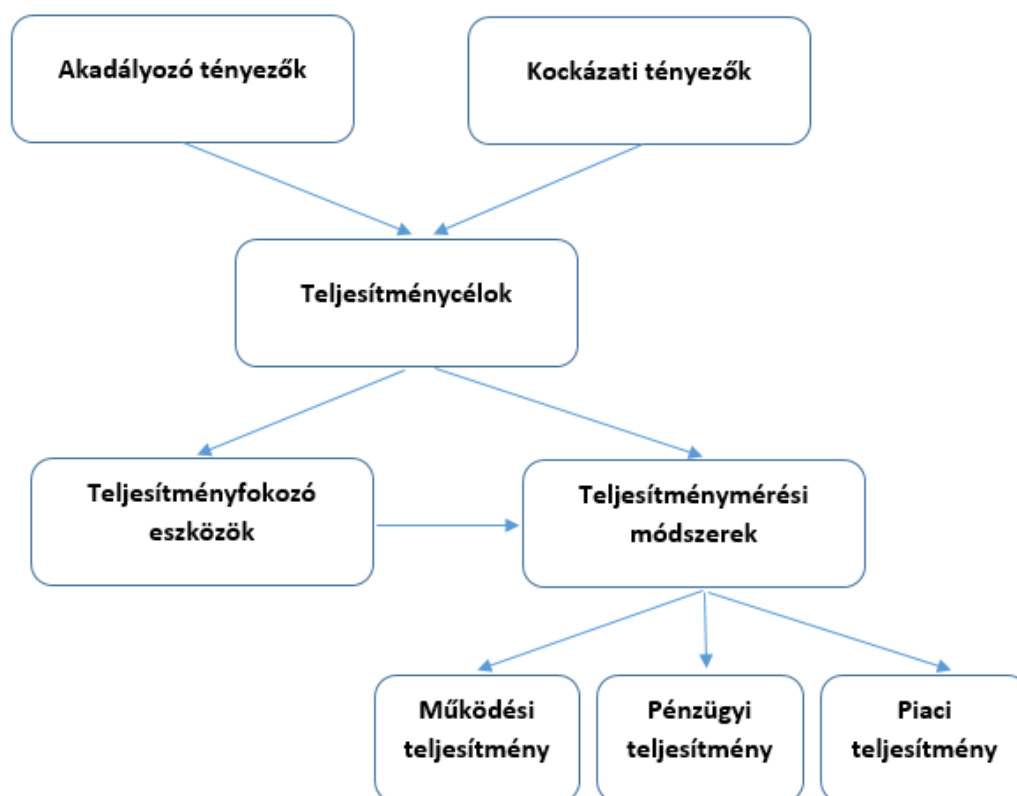 Akadályozó tényezők
Kockázati tényezők
Teljesítménycélok
Teljesítményfokozó
eszközök
Teljesítménymérési
módszerek
Működési
teljesítmény
Pénzügyi
teljesítmény
Piaci
teljesítmény